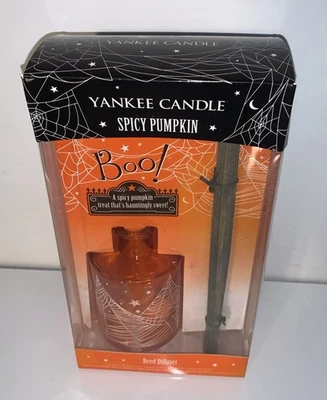 YANKEE CANDLE
YANKEE CANDLE
SPICY PUMPKIN
Boo!
A spicy pumpkin
treat that's hauntingly sweet!
Reed Diffuser